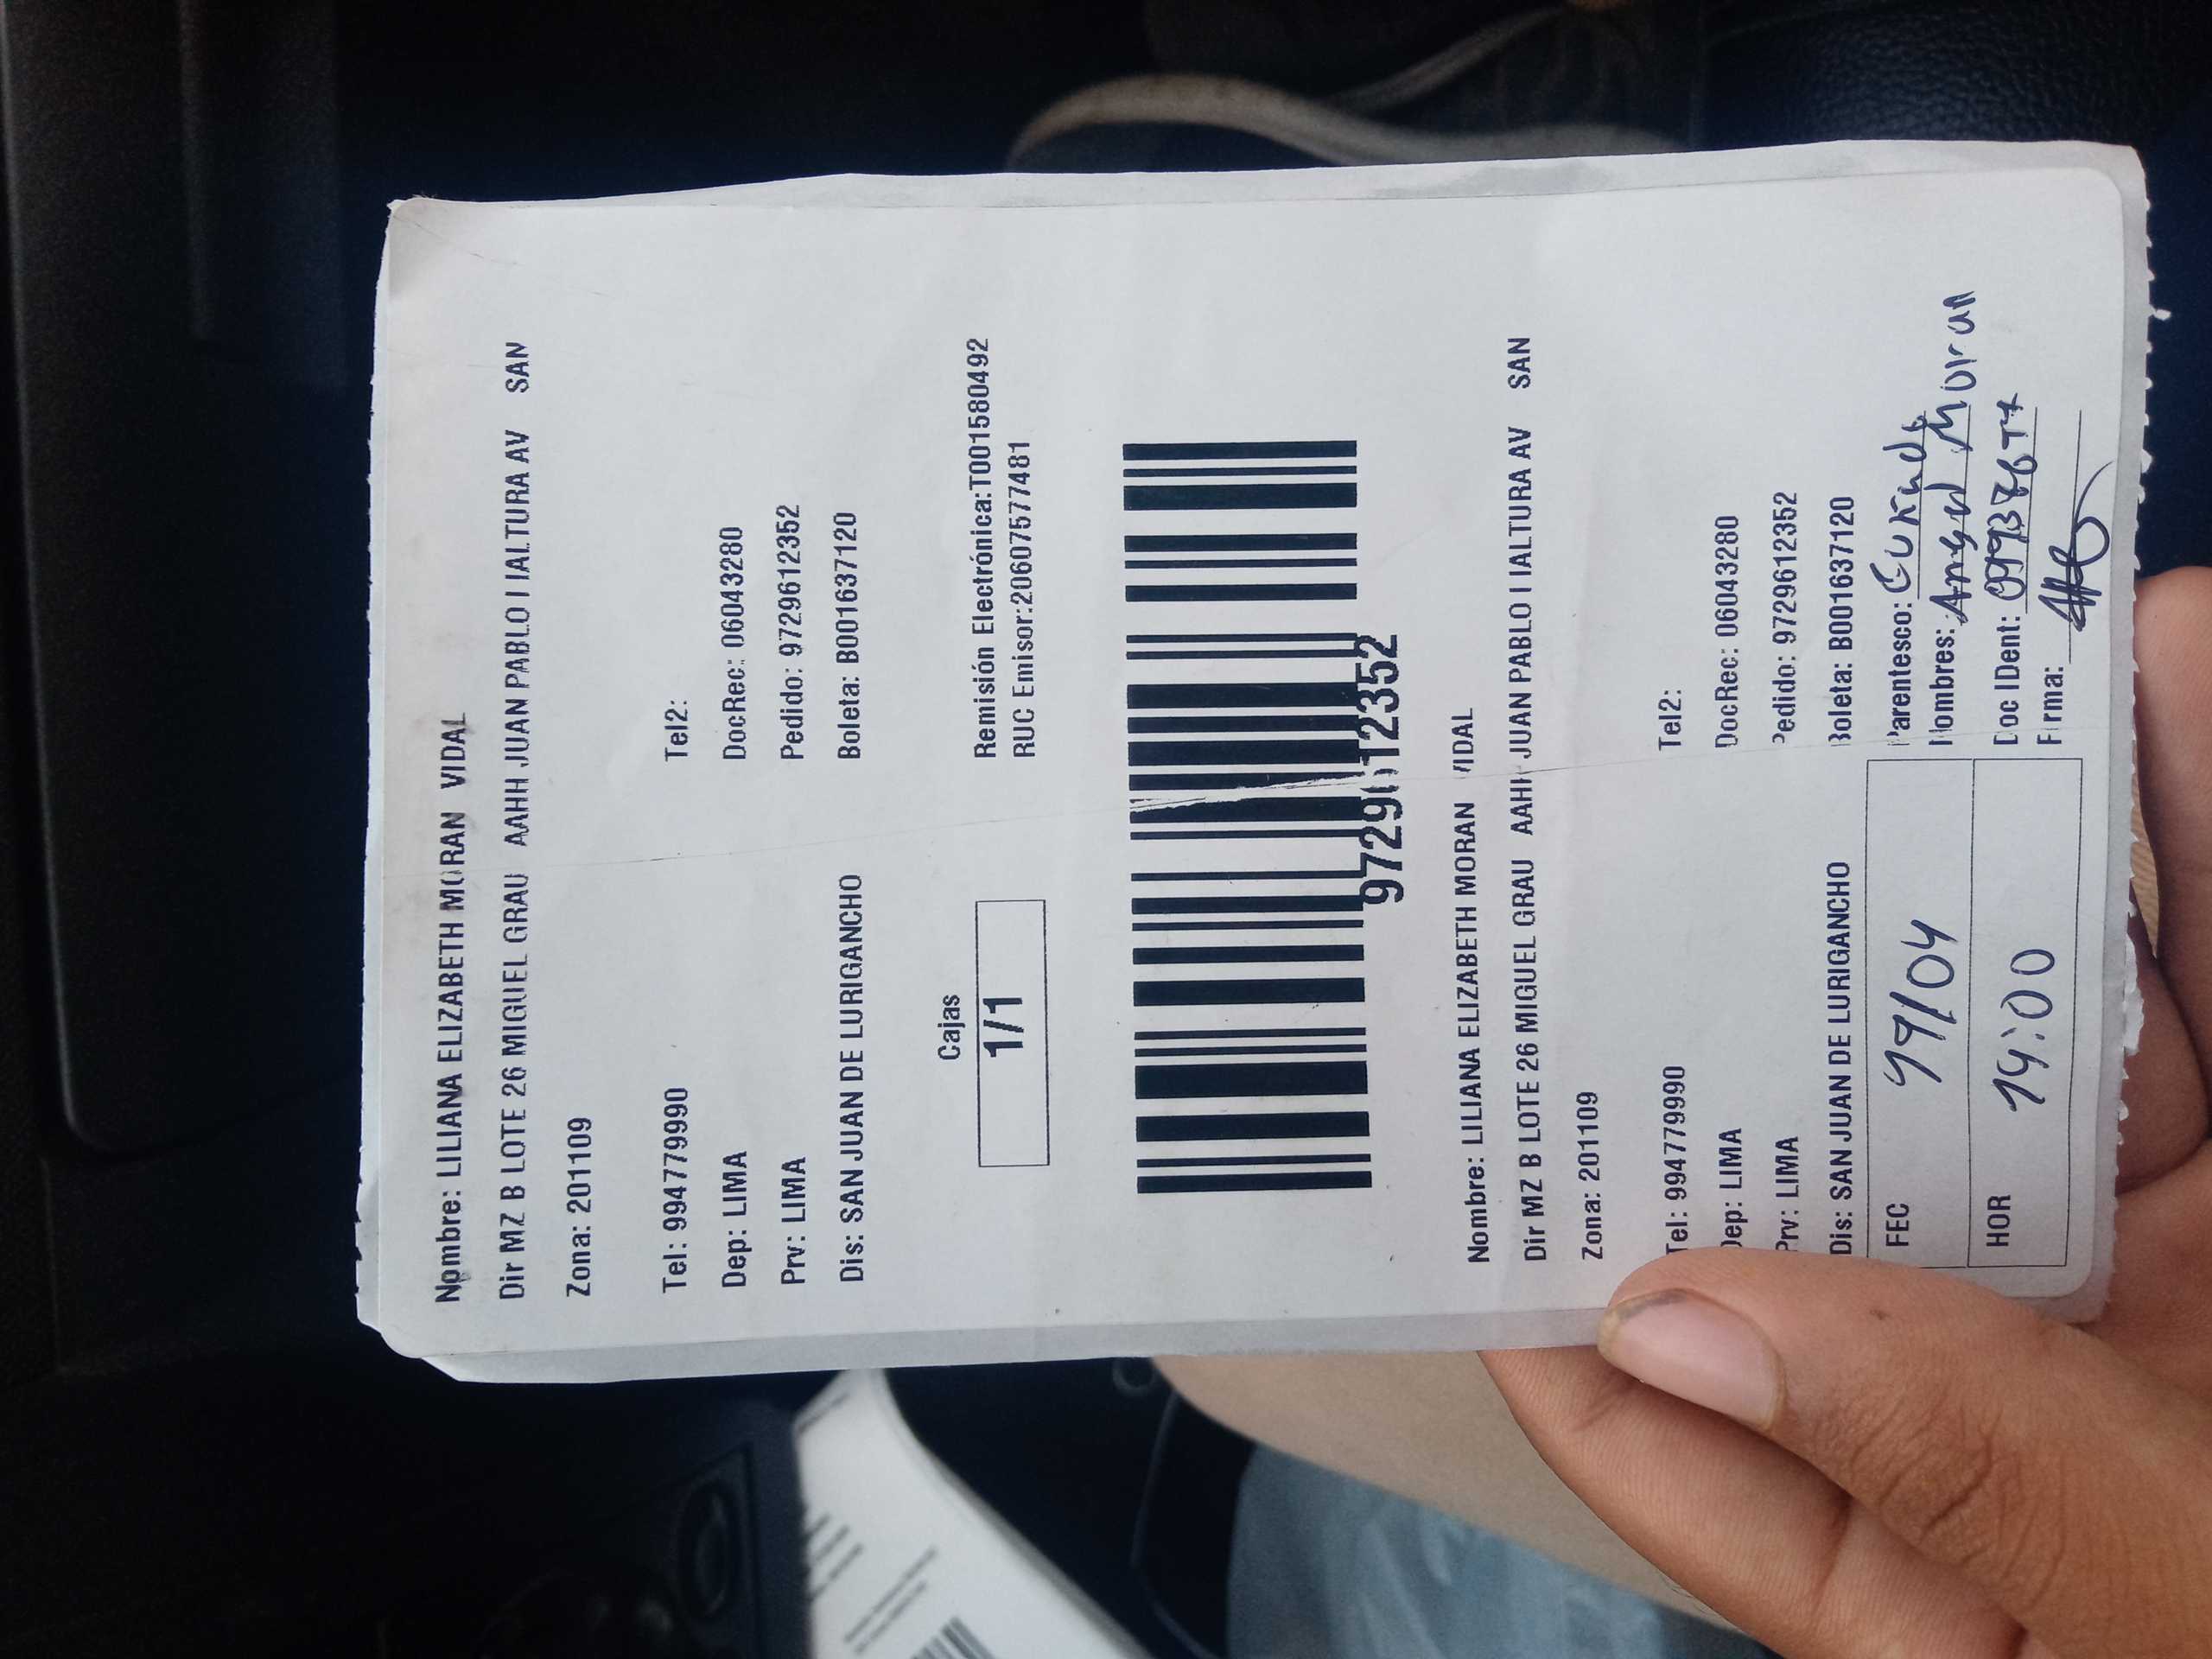 Nombre: LILIANA ELIZABETH MORAN VIDAL
Dir MZ B LOTE 26 MIGUEL GRAU AAHH JUAN PABLO I IALTURA AV SAN
Zona: 201109
Tel: 994779990 Tel2:
Dep: LIMA DocRec: 06043280
Prv: LIMA Pedido: 9729612352
Dis: SAN JUAN DE LURIGANCHO Boleta: B001637120
Cajas
1/1
Remisión Electrónica:T001580492
RUC Emisor:20607577481
9729612352
Nombre: LILIANA ELIZABETH MORAN VIDAL
Dir MZ B LOTE 26 MIGUEL GRAU AAHH JUAN PABLO I IALTURA AV SAN
Zona: 201109
Tel: 994779990 Tel2:
Dep: LIMA DocRec: 06043280
Prv: LIMA Pedido: 9729612352
Dis: SAN JUAN DE LURIGANCHO Boleta: B001637120
FEC Parentesco:
Nombres: Angel Moran
HOR Doc IDent:
Firma: